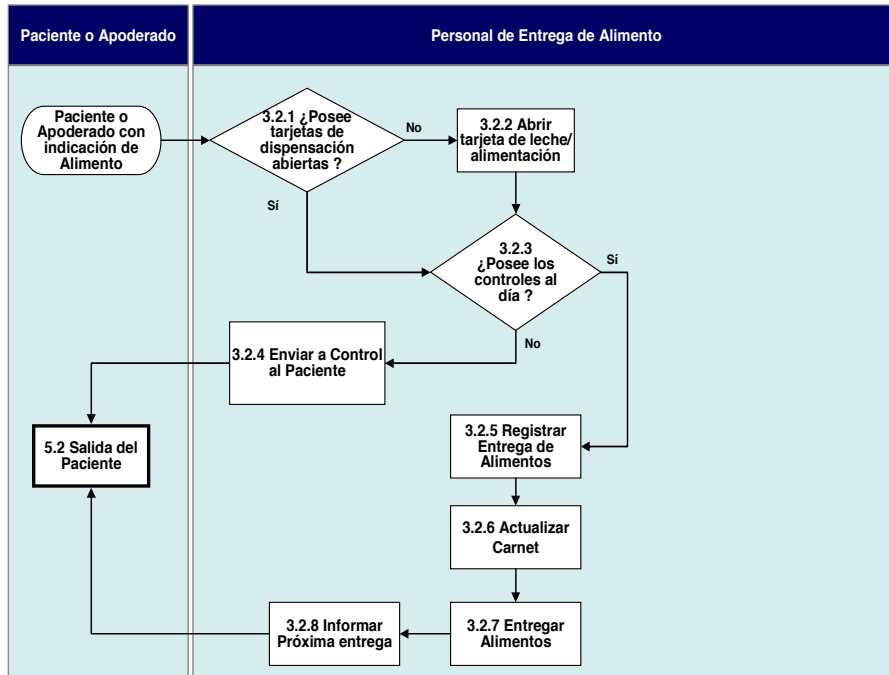 Paciente o Apoderado
Personal de Entrega de Alimento
Paciente o
Apoderado con
indicación de
Alimento
3.2.1 ¿Posee
tarjetas de
dispensación
abiertas ?
No
3.2.2 Abrir
tarjeta de leche/
alimentación
Sí
3.2.3
¿Posee los
controles al
día ?
Sí
No
3.2.4 Enviar a Control
al Paciente
5.2 Salida del
Paciente
3.2.5 Registrar
Entrega de
Alimentos
3.2.6 Actualizar
Carnet
3.2.7 Entregar
Alimentos
3.2.8 Informar
Próxima entrega